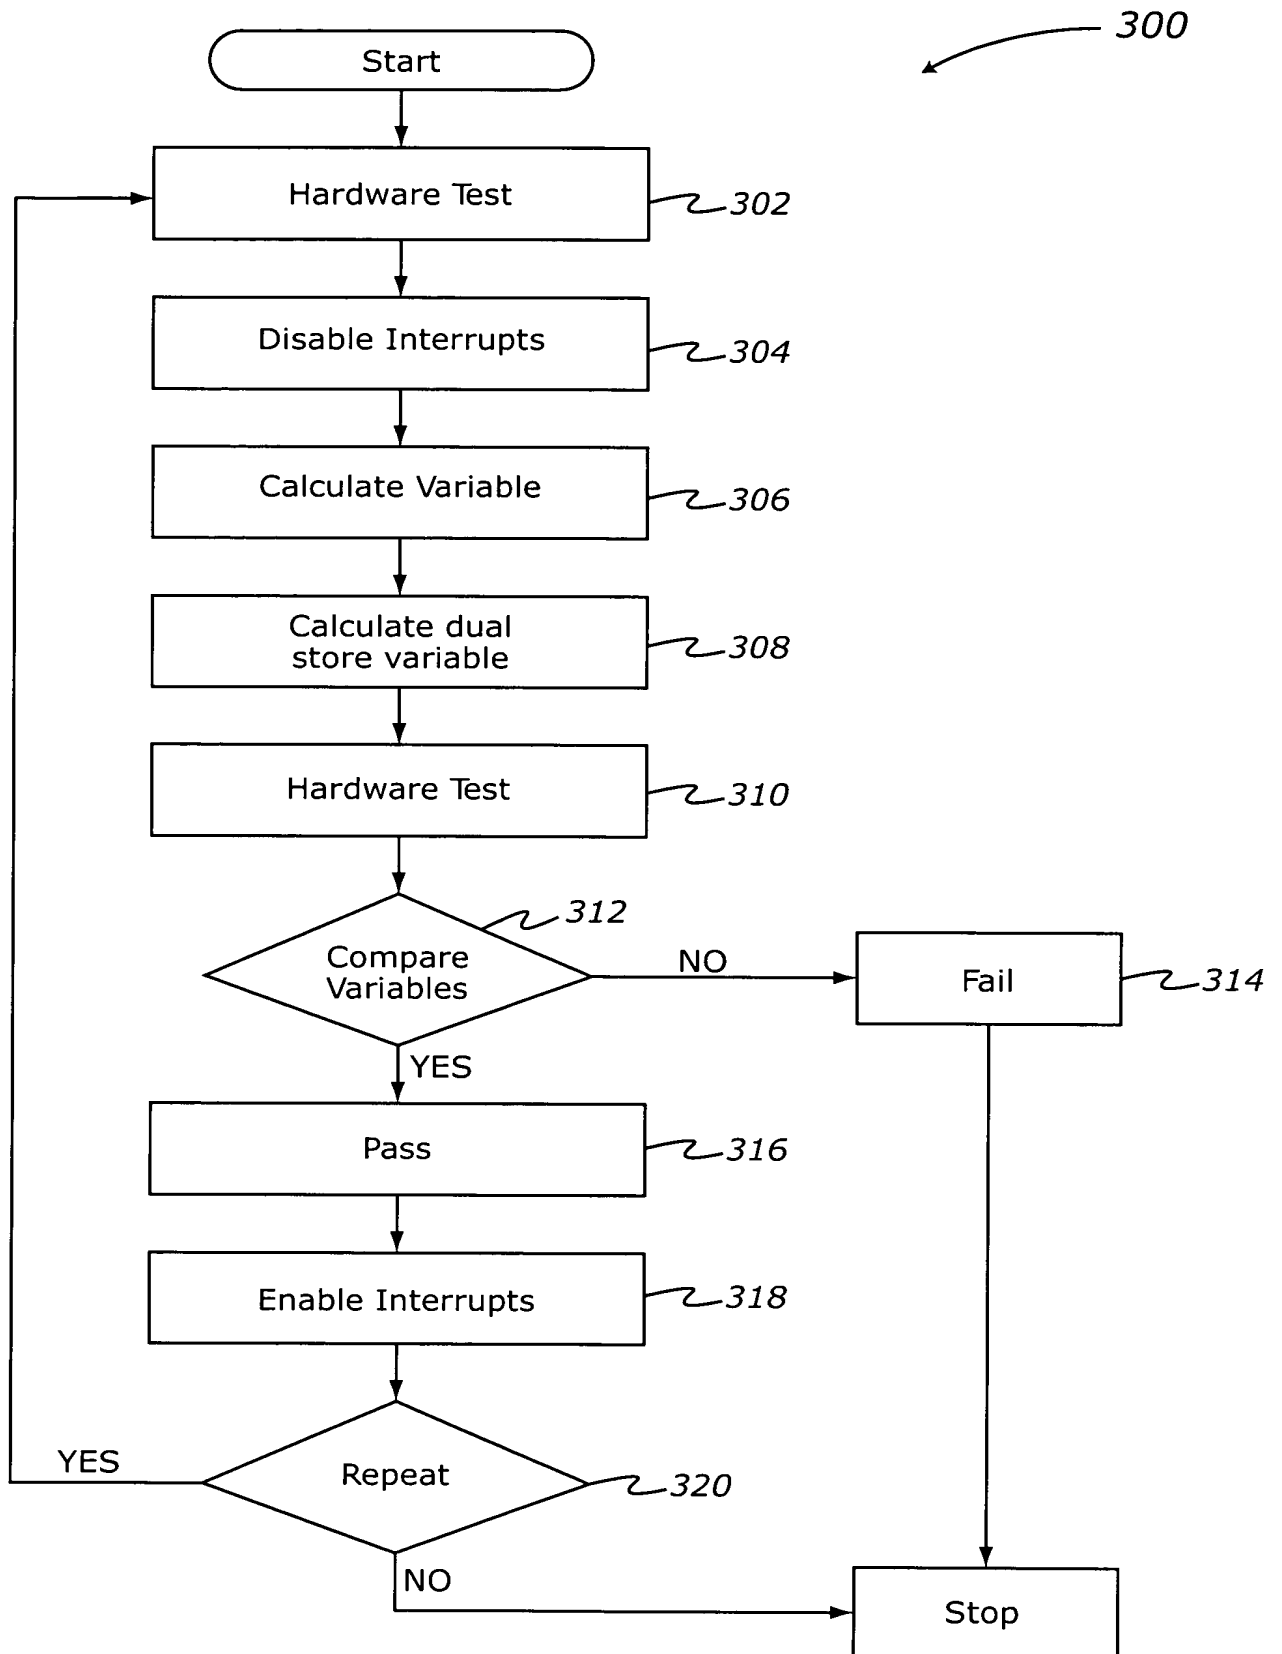 300
Start
Hardware Test
302
Disable Interrupts
304
Calculate Variable
306
Calculate dual
store variable
308
Hardware Test
310
312
Compare
Variables
NO
Fail
314
YES
Pass
316
Enable Interrupts
318
YES
Repeat
320
NO
Stop